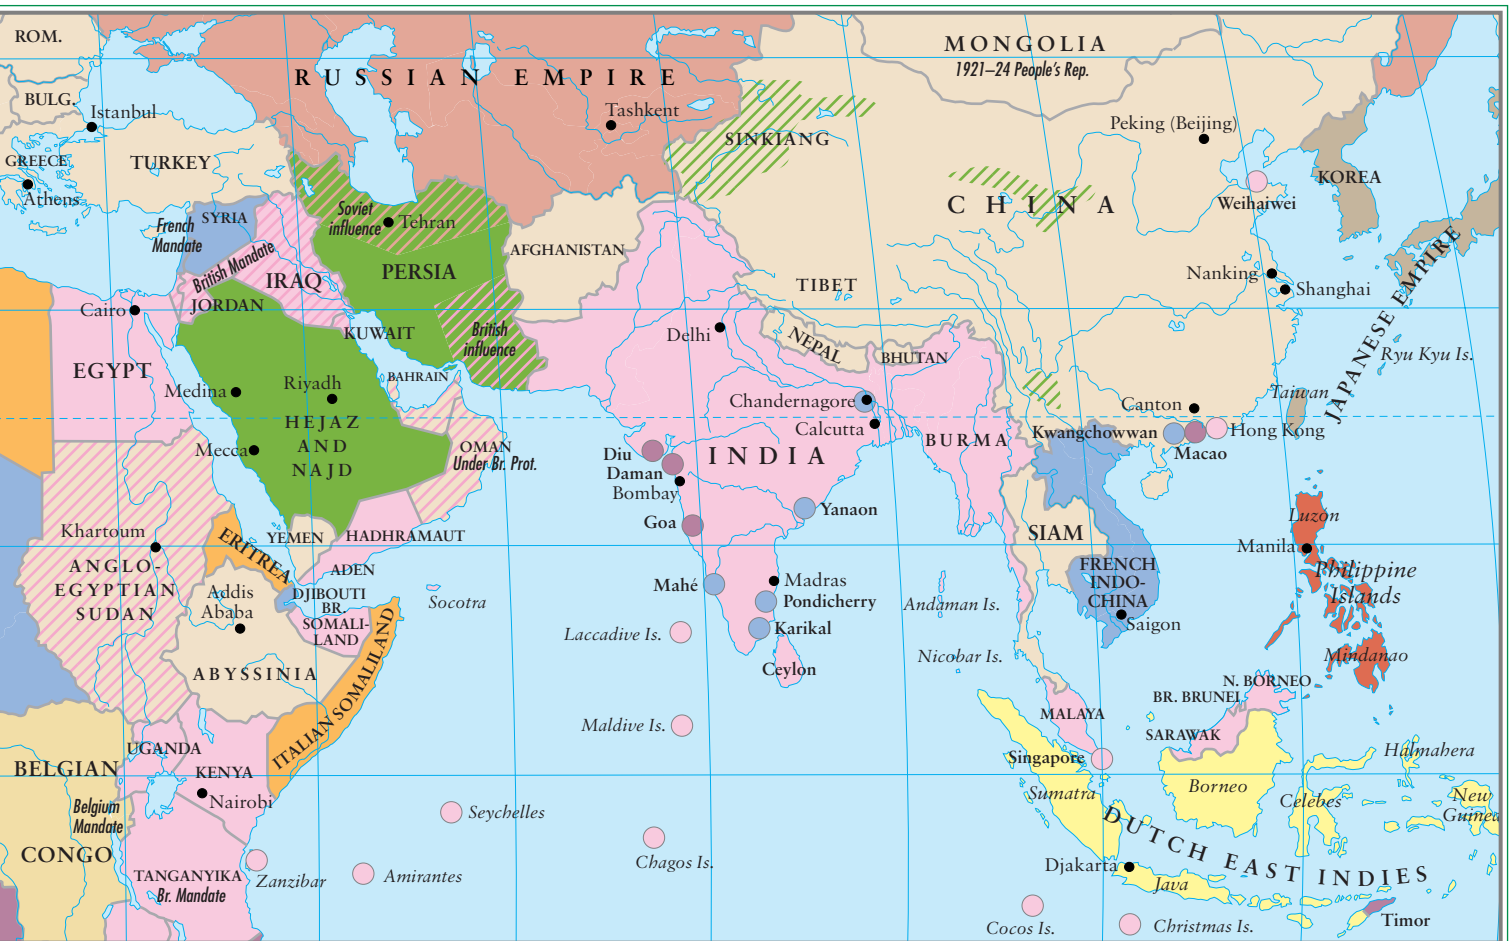 ROM.
MONGOLIA
1921–24 People's Rep.
RUSSIAN EMPIRE
BULG.
Istanbul
Tashkent
Peking (Beijing)
SINKIANG
GREECE
TURKEY
Athens
KOREA
CHINA
Weihaiwei
SYRIA
French
Mandate
Soviet
influence
Tehran
AFGHANISTAN
British Mandate
IRAQ
PERSIA
TIBET
Nanking
Shanghai
JAPANESE EMPIRE
Cairo
JORDAN
KUWAIT
British
influence
Delhi
NEPAL
BHUTAN
Ryu Kyu Is.
EGYPT
Medina
Riyadh
BAHRAIN
Chandernagore
Calcutta
Canton
Taiwan
HEJAZ
AND
NAJD
Mecca
OMAN
Under Br. Prot.
Diu
Daman
Bombay
INDIA
BURMA
Kwangchowwan
Hong Kong
Macao
Goa
Yanaon
Khartoum
ANGLO-
EGYPTIAN
SUDAN
ERITREA
YEMEN
HADHRAMAUT
ADEN
SIAM
Luzon
Manila
Addis
Ababa
DJIBOUTI
BR.
SOMALI-
LAND
Socotra
Mahé
Madras
Pondicherry
Karikal
Andaman Is.
FRENCH
INDO-
CHINA
Saigon
Philippine
Islands
Laccadive Is.
Ceylon
Nicobar Is.
Mindanao
ABYSSINIA
ITALIAN SOMALILAND
N. BORNEO
BR. BRUNEI
SARAWAK
MALAYA
Maldive Is.
Singapore
Halmahera
UGANDA
KENYA
BELGIAN
CONGO
Belgium
Mandate
Nairobi
Seychelles
Sumatra
Borneo
Celebes
New
Guinea
DUTCH EAST INDIES
Chagos Is.
TANGANYIKA
Br. Mandate
Zanzibar
Amirantes
Djakarta
Java
Cocos Is.
Christmas Is.
Timor